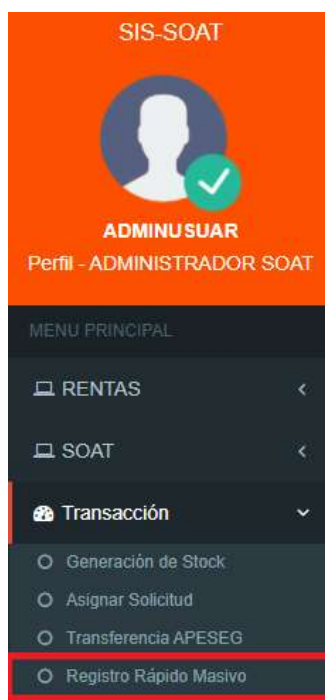 SIS-SOAT
ADMINUSUAR
Perfil - ADMINISTRADOR SOAT
MENU PRINCIPAL
RENTAS
SOAT
Transacción
Generación de Stock
Asignar Solicitud
Transferencia APESEG
Registro Rápido Masivo